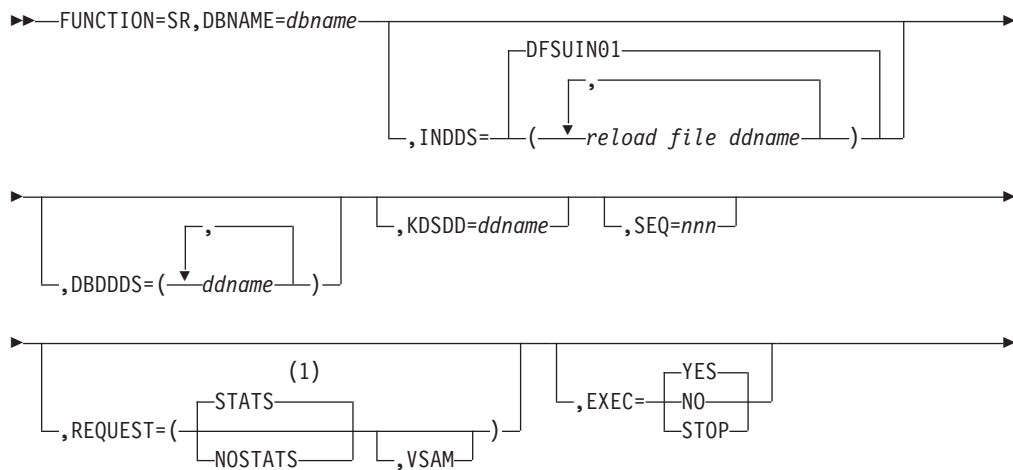 FUNCTION=SR,DBNAME=dbname
DFSUIN01
,
,INDDS= ( reload file ddname )
,
,DBDDDS=( ddname )
,KDSDD=ddname
,SEQ=nnn
(1)
STATS
,REQUEST=( )
NOSTATS
,VSAM
YES
,EXEC= NO
STOP